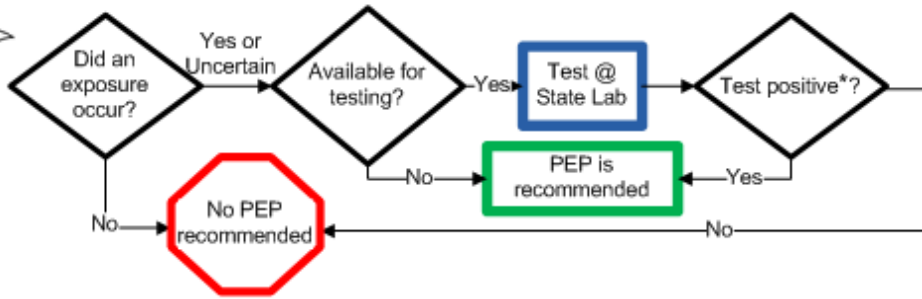 Did an
exposure
occur?
Yes or
Uncertain
Available for
testing?
Yes
Test @
State Lab
Test positive*?
No
PEP is
recommended
Yes
No
No PEP
recommended
No